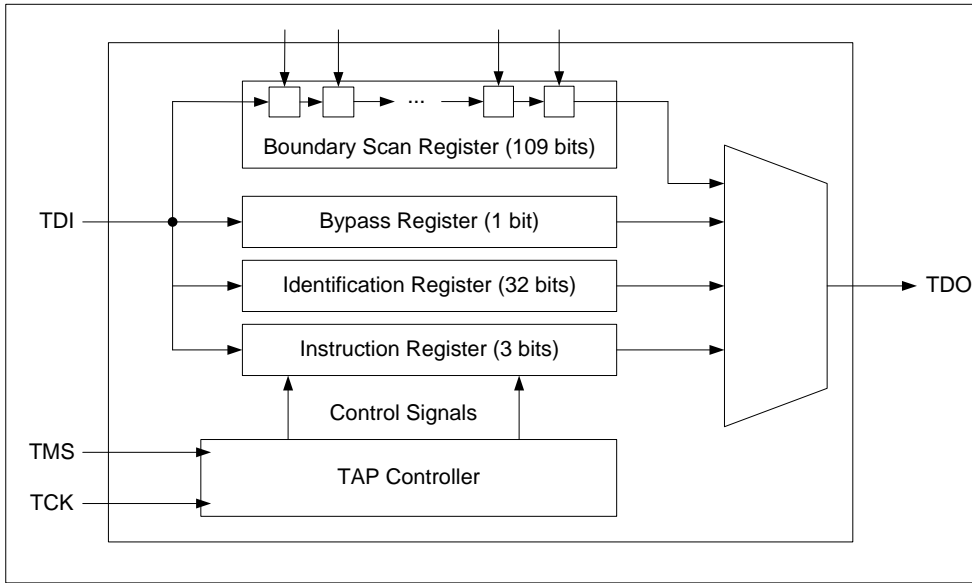 ...
Boundary Scan Register (109 bits)
TDI
Bypass Register (1 bit)
Identification Register (32 bits)
TDO
Instruction Register (3 bits)
Control Signals
TMS
TAP Controller
TCK